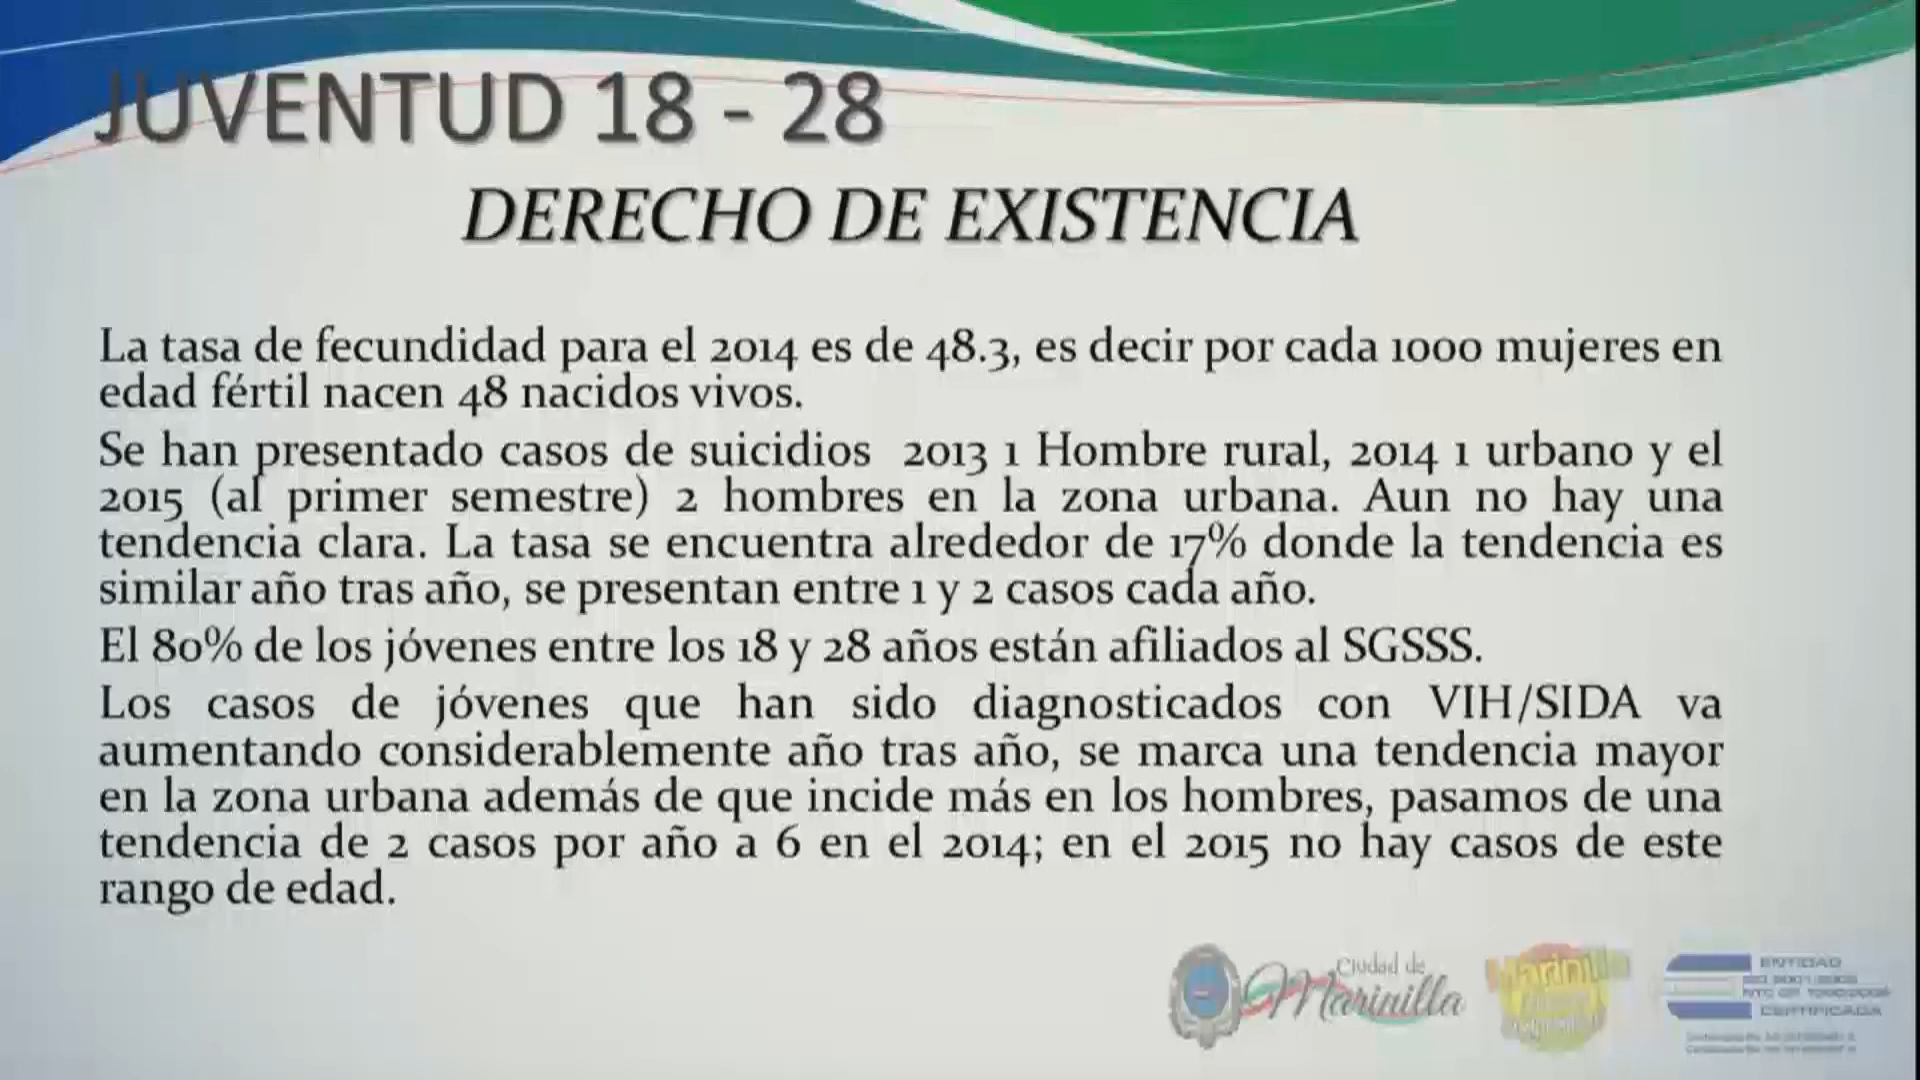 JUVENTUD 18 - 28
DERECHO DE EXISTENCIA
La tasa de fecundidad para el 2014 es de 48.3, es decir por cada 1000 mujeres en
edad fértil nacen 48 nacidos vivos.
Se han presentado casos de suicidios 2013 1 Hombre rural, 2014 1 urbano y el
2015 (al primer semestre) 2 hombres en la zona urbana. Aun no hay una
tendencia clara. La tasa se encuentra alrededor de 17% donde la tendencia es
similar año tras año, se presentan entre 1 y 2 casos cada año.
El 80% de los jóvenes entre los 18 y 28 años están afiliados al SGSSS.
Los casos de jóvenes que han sido diagnosticados con VIH/SIDA va
aumentando considerablemente año tras año, se marca una tendencia mayor
en la zona urbana además de que incide más en los hombres, pasamos de una
tendencia de 2 casos por año a 6 en el 2014; en el 2015 no hay casos de este
rango de edad.
Ciudad de
Marinilla
Marinilla
ENTIDAD
CERTIFICADA